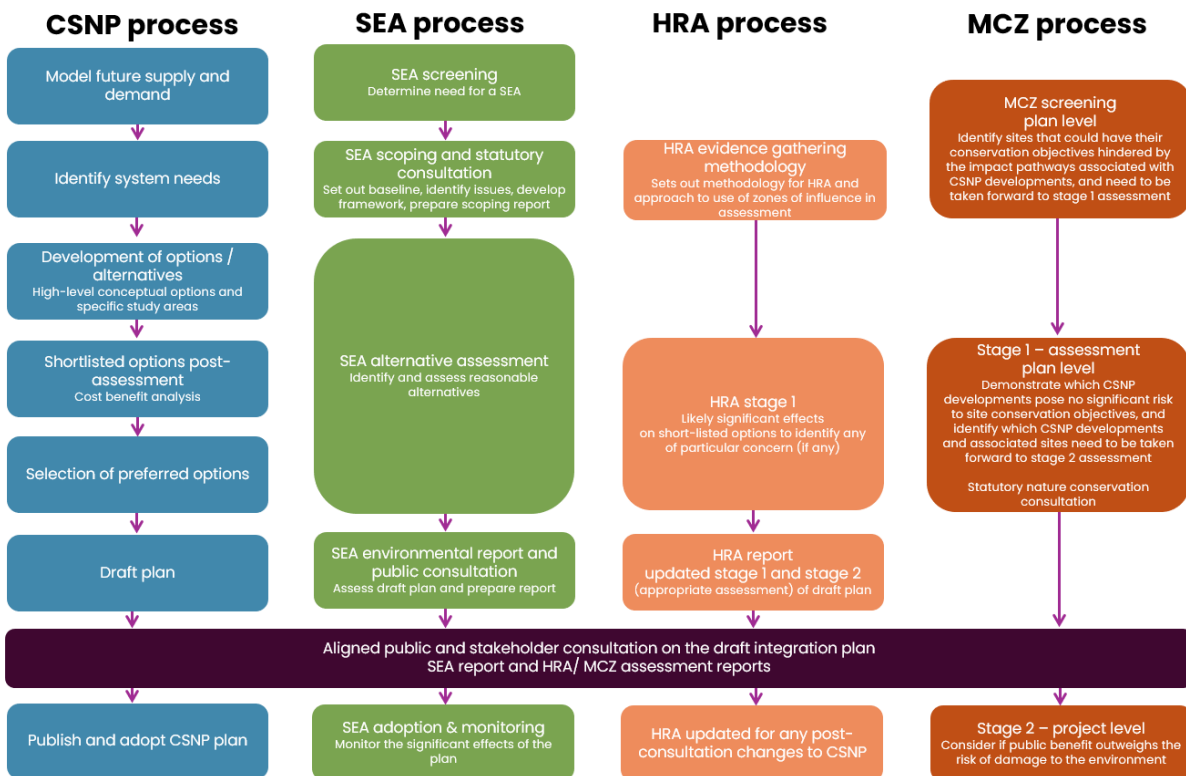 CSNP process
Model future supply and
demand
Identify system needs
Development of options /
alternatives
High-level conceptual options and
specific study areas
Shortlisted options post-
assessment
Cost benefit analysis
Selection of preferred options
Draft plan
SEA process
SEA screening
Determine need for a SEA
SEA scoping and statutory
consultation
Set out baseline, identify issues, develop
framework, prepare scoping report
SEA alternative assessment
Identify and assess reasonable
alternatives
SEA environmental report and
public consultation
Assess draft plan and prepare report
HRA process
HRA evidence gathering
methodology
Sets out methodology for HRA and
approach to use of zones of influence in
assessment
HRA stage 1
Likely significant effects
on short-listed options to identify any
of particular concern (if any)
HRA report
updated stage 1 and stage 2
(appropriate assessment) of draft plan
MCZ process
MCZ screening
plan level
Identify sites that could have their
conservation objectives hindered by
the impact pathways associated with
CSNP developments, and need to be
taken forward to stage 1 assessment
Stage 1 – assessment
plan level
Demonstrate which CSNP
developments pose no significant risk
to site conservation objectives, and
identify which CSNP developments
and associated sites need to be taken
forward to stage 2 assessment
Statutory nature conservation
consultation
Aligned public and stakeholder consultation on the draft integration plan
SEA report and HRA/ MCZ assessment reports
Publish and adopt CSNP plan
SEA adoption & monitoring
Monitor the significant effects of the
plan
HRA updated for any post-
consultation changes to CSNP
Stage 2 – project level
Consider if public benefit outweighs the
risk of damage to the environment